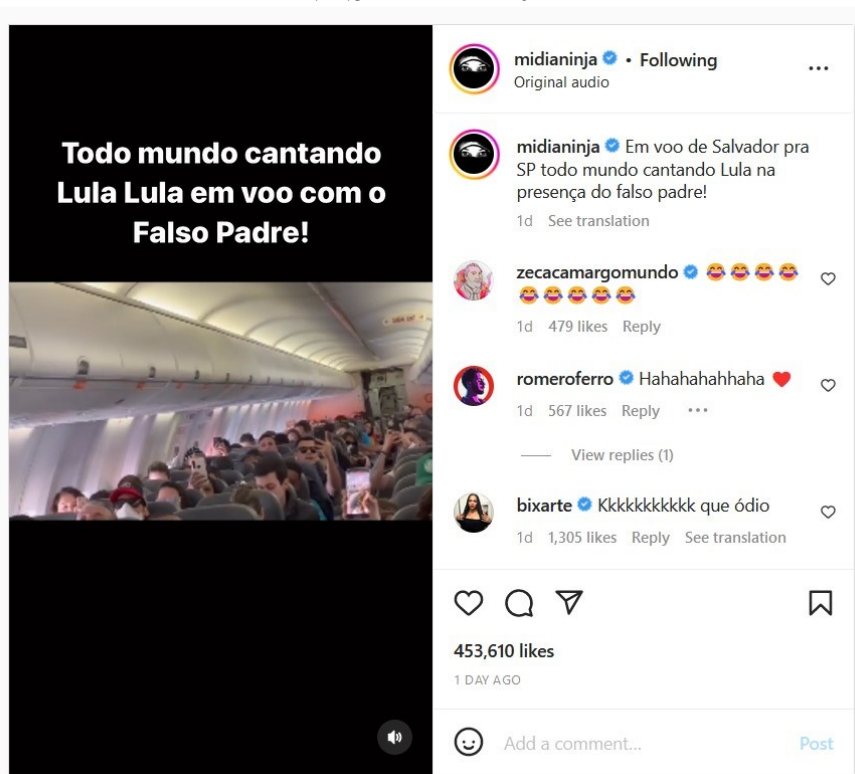 Todo mundo cantando
Lula Lula em voo com o
Falso Padre!
midianinja • Following
Original audio
midianinja Em voo de Salvador pra
SP todo mundo cantando Lula na
presença do falso padre!
1d See translation
zecacamargomundo 😂😂😂😂
😂😂😂😂😂
1d 479 likes Reply
romeroferro Hahahahahhaha ❤️
1d 567 likes Reply
View replies (1)
bixarte Kkkkkkkkkkk que ódio
1d 1,305 likes Reply See translation
453,610 likes
1 DAY AGO
Add a comment... Post